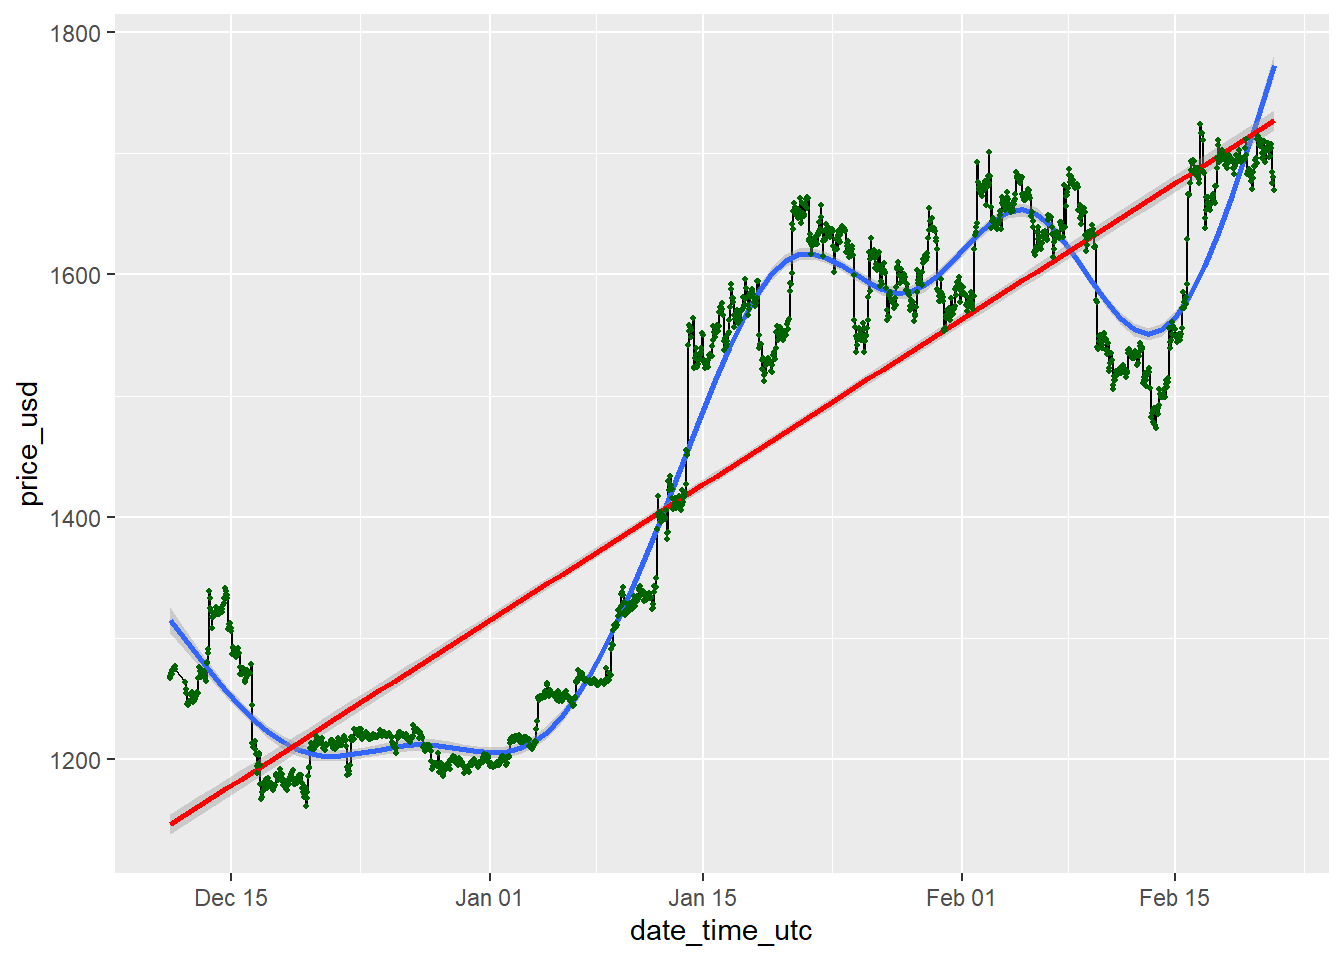 1800
1600
1400
1200
price_usd
Dec 15
Jan 01
Jan 15
Feb 01
Feb 15
date_time_utc